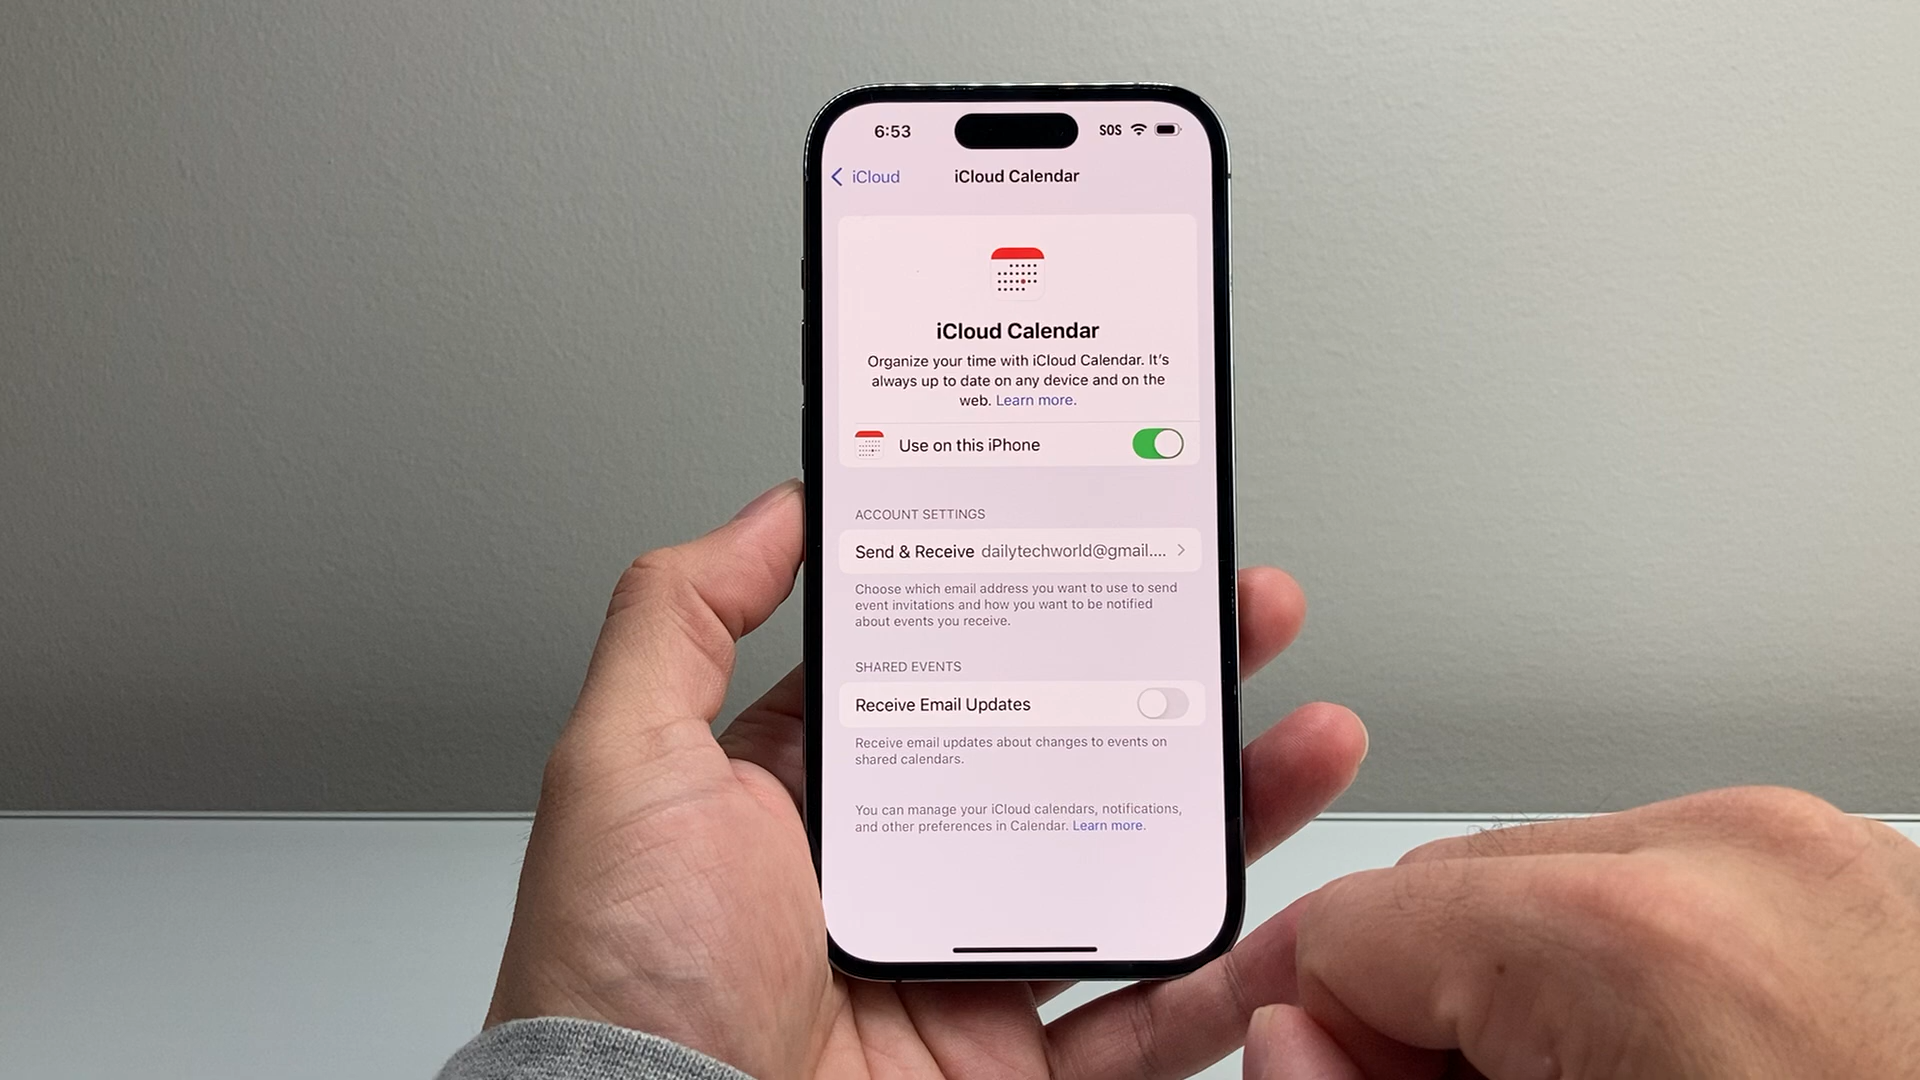 6:53 SOS
iCloud iCloud Calendar
iCloud Calendar
Organize your time with iCloud Calendar. It's
always up to date on any device and on the
web. Learn more.
Use on this iPhone
ACCOUNT SETTINGS
Send & Receive dailytechworld@gmail....
Choose which email address you want to use to send
event invitations and how you want to be notified
about events you receive.
SHARED EVENTS
Receive Email Updates
Receive email updates about changes to events on
shared calendars.
You can manage your iCloud calendars, notifications,
and other preferences in Calendar. Learn more.